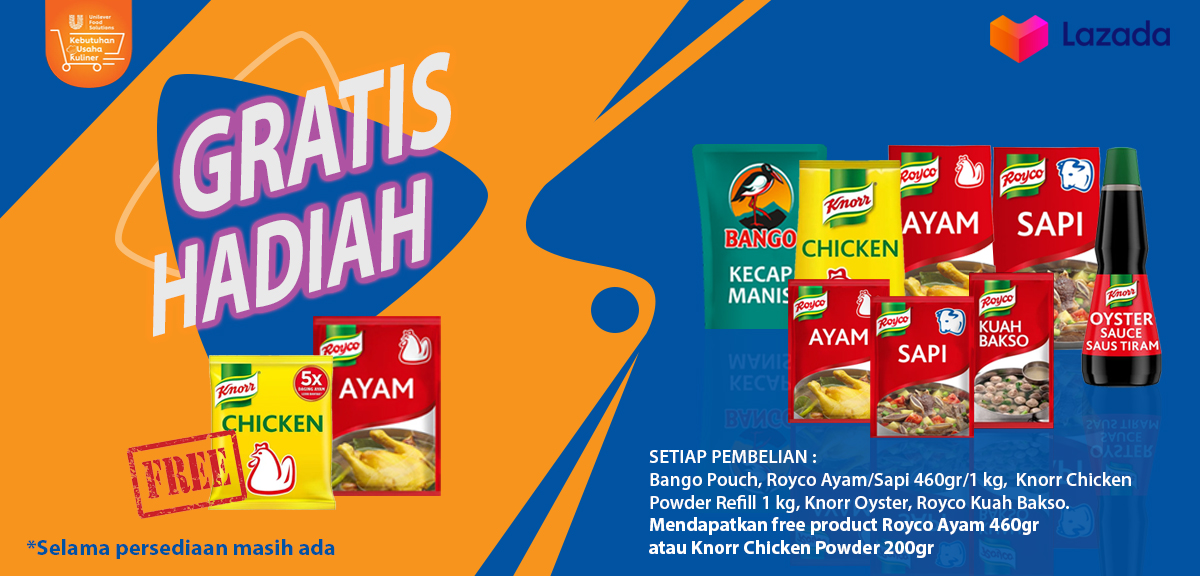 Unilever
Food
Solutions
Kebutuhan
Usaha
Kuliner
Lazada
GRATIS
HADIAH
Knorr
5x
CHICKEN
FREE
Royco
AYAM
BANGO
KECAP
MANIS
Knorr
CHICKEN
Royco
AYAM
Royco
SAPI
Royco
AYAM
Royco
SAPI
Royco
KUAH
BAKSO
Knorr
OYSTER
SAUCE
SAUS TIRAM
SETIAP PEMBELIAN :
Bango Pouch, Royco Ayam/Sapi 460gr/1 kg, Knorr Chicken
Powder Refill 1 kg, Knorr Oyster, Royco Kuah Bakso.
Mendapatkan free product Royco Ayam 460gr
atau Knorr Chicken Powder 200gr
*Selama persediaan masih ada